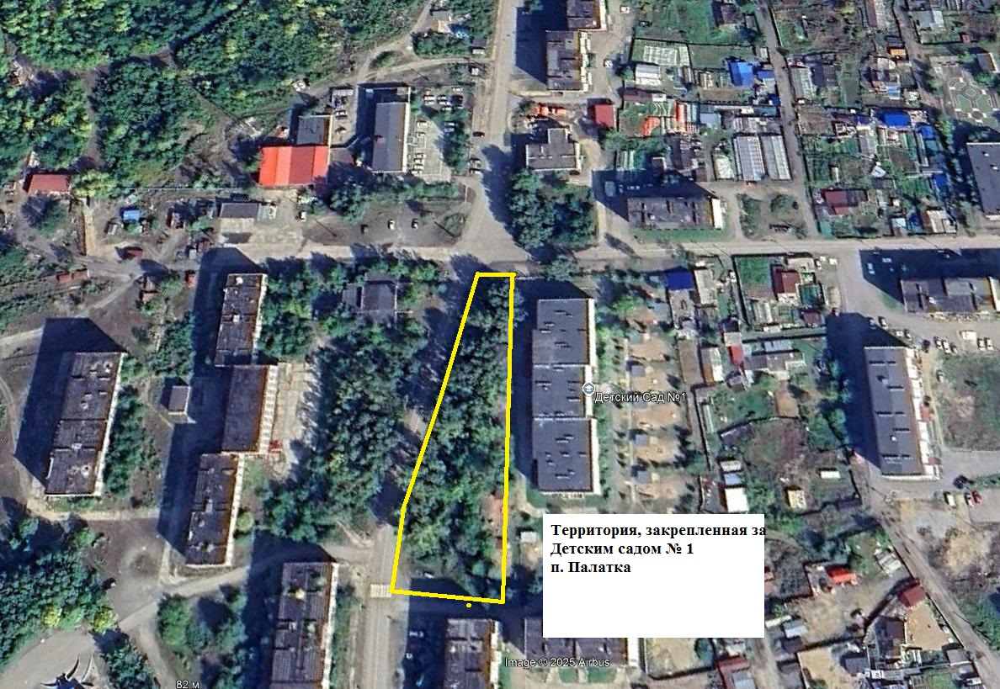 Детский Сад №1
Территория, закрепленная за
Детским садом № 1
п. Палатка
Image © 2025 Airbus
82 м